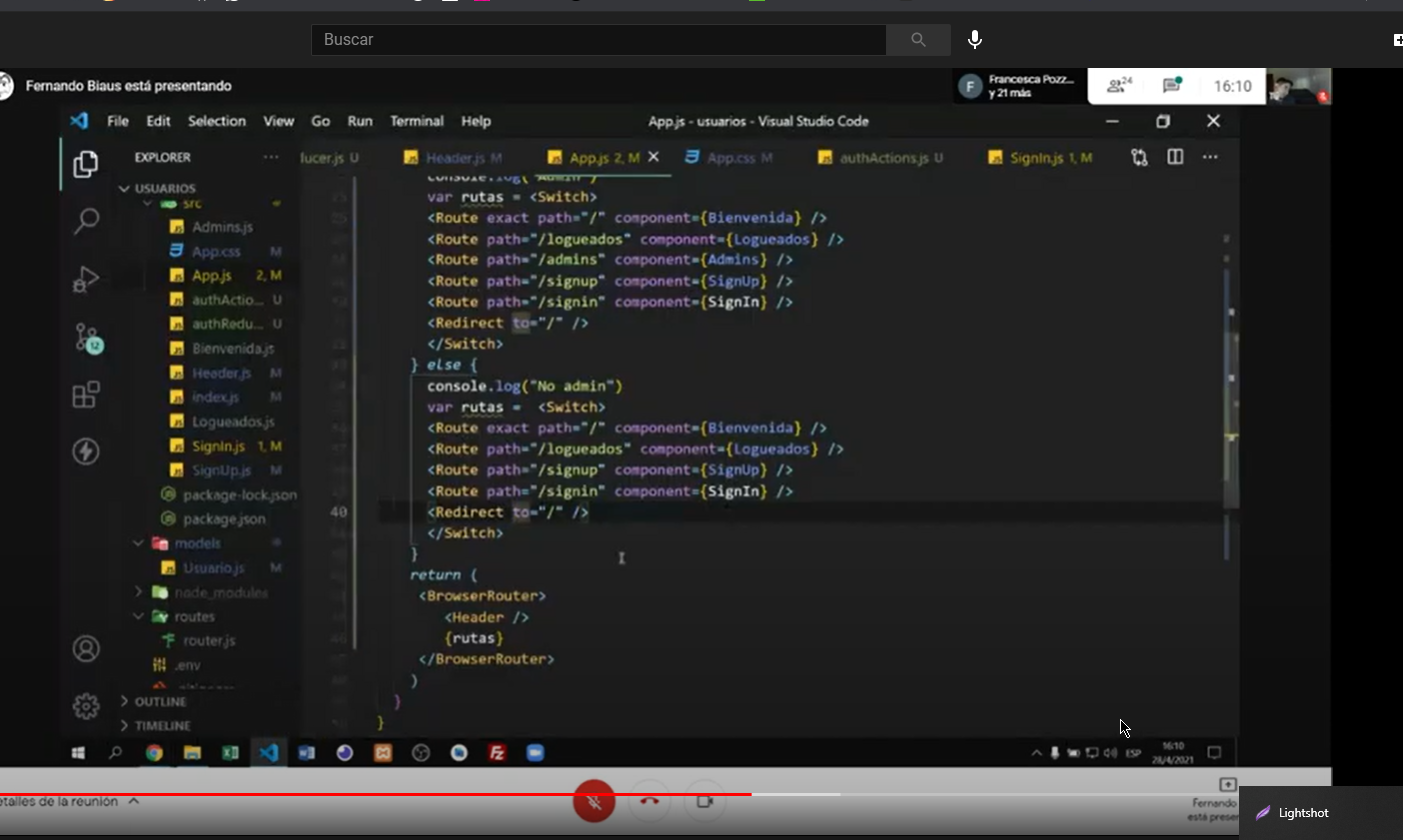 Buscar
Fernando Biaus está presentando
Francesca Pozz...
y 21 más
24
16:10
File Edit Selection View Go Run Terminal Help
App.js - usuarios - Visual Studio Code
EXPLORER
ducer.js U
Header.js M
App.js 2, M
App.css M
authActions.js U
SignIn.js 1, M
USUARIOS
src
Admins.js
App.css M
App.js 2, M
authActio... U
authRedu... U
Bienvenida.js
Header.js M
index.js M
Logueados.js
SignIn.js 1, M
SignUp.js M
package-lock.json
package.json
models
Usuario.js M
node_modules
routes
router.js
.env
OUTLINE
TIMELINE
12
console.log("Admin")
var rutas = <Switch>
<Route exact path="/" component={Bienvenida} />
<Route path="/logueados" component={Logueados} />
<Route path="/admins" component={Admins} />
<Route path="/signup" component={SignUp} />
<Route path="/signin" component={SignIn} />
<Redirect to="/" />
</Switch>
} else {
console.log("No admin")
var rutas = <Switch>
<Route exact path="/" component={Bienvenida} />
<Route path="/logueados" component={Logueados} />
<Route path="/signup" component={SignUp} />
<Route path="/signin" component={SignIn} />
40 <Redirect to="/" />
</Switch>
}
return (
<BrowserRouter>
<Header />
{rutas}
</BrowserRouter>
)
}
}
ESP
16:10
28/4/2021
etalles de la reunión
Fernando
está presen
Lightshot